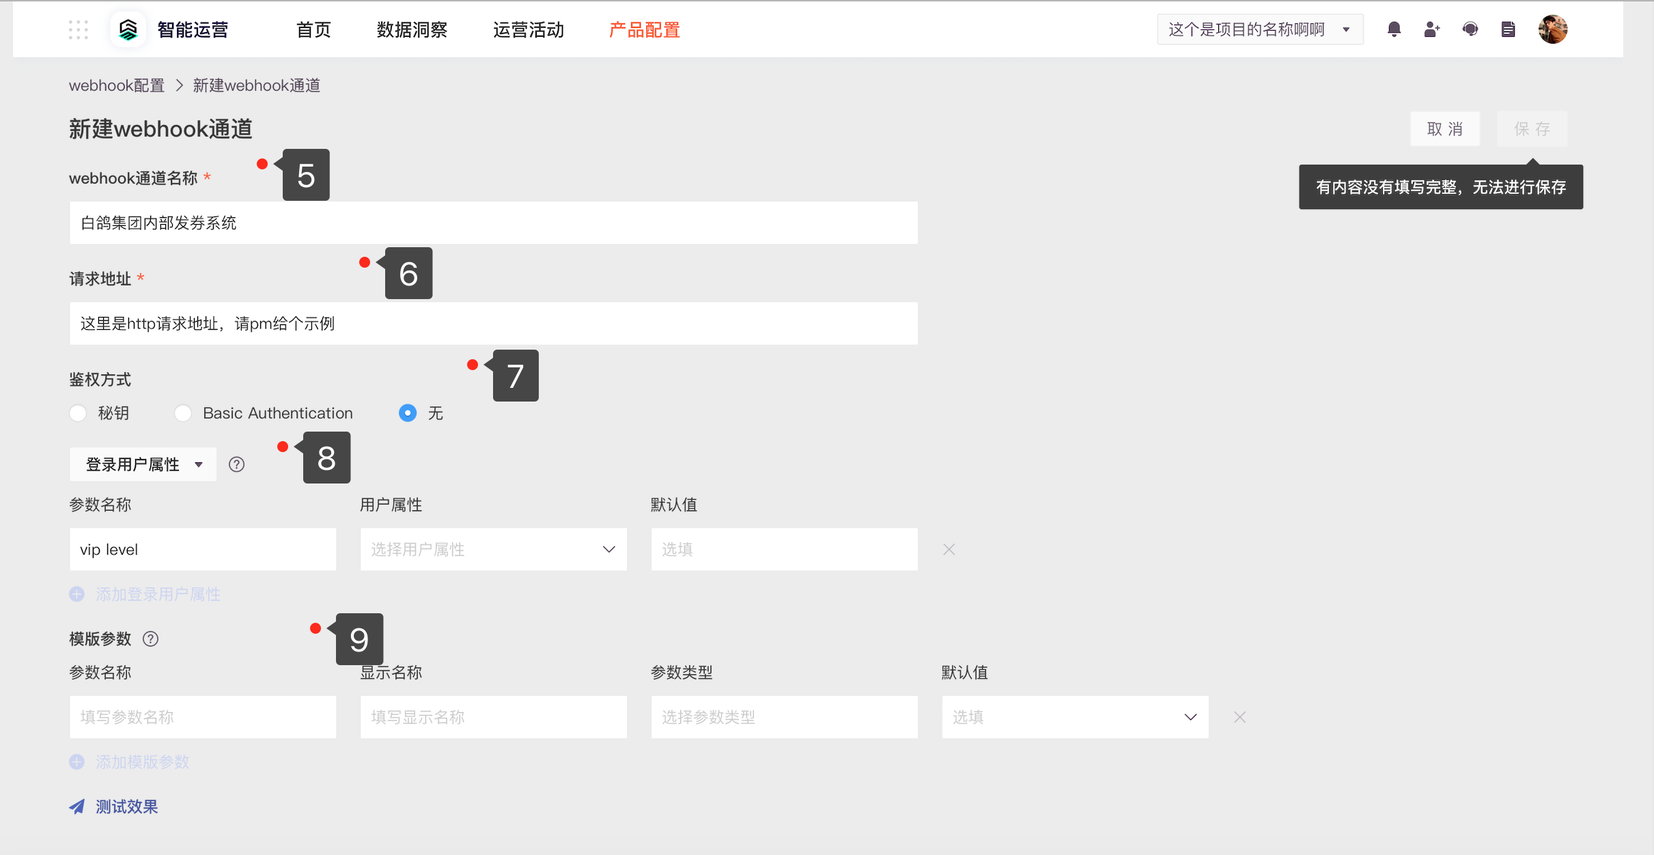 智能运营 首页 数据洞察 运营活动 产品配置 这个是项目的名称啊啊
webhook配置 > 新建webhook通道
新建webhook通道 取 消 保 存
有内容没有填写完整，无法进行保存
webhook通道名称 * 5
白鸽集团内部发券系统
请求地址 * 6
这里是http请求地址，请pm给个示例
鉴权方式 7
秘钥 Basic Authentication 无
登录用户属性 ? 8
参数名称 用户属性 默认值
vip level 选择用户属性 选填
添加登录用户属性
模版参数 ? 9
参数名称 显示名称 参数类型 默认值
填写参数名称 填写显示名称 选择参数类型 选填
添加模版参数
测试效果